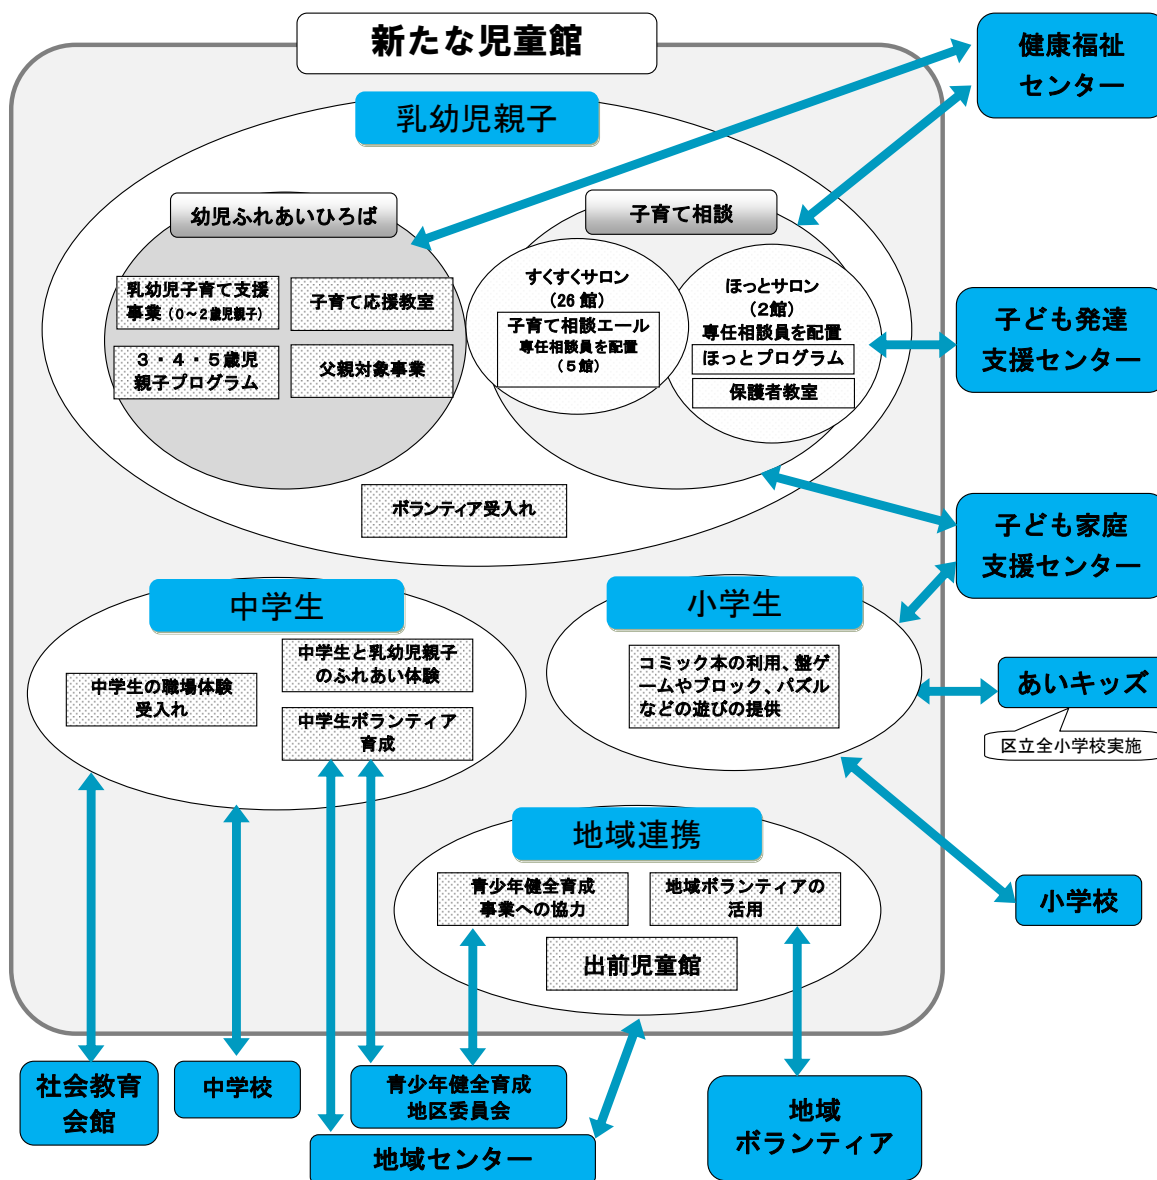 新たな児童館
健康福祉
センター
乳幼児親子
幼児ふれあいひろば
子育て相談
乳幼児子育て支援
事業（０～２歳児親子）
子育て応援教室
３・４・５歳児
親子プログラム
父親対象事業
すくすくサロン
（26 館）
子育て相談エール
専任相談員を配置
（５館）
ほっとサロン
（２館）
専任相談員を配置
ほっとプログラム
保護者教室
子ども発達
支援センター
ボランティア受入れ
子ども家庭
支援センター
中学生
中学生の職場体験
受入れ
中学生と乳幼児親子
のふれあい体験
中学生ボランティア
育成
小学生
コミック本の利用、盤ゲ
ームやブロック、パズル
などの遊びの提供
あいキッズ
区立全小学校実施
地域連携
青少年健全育成
事業への協力
地域ボランティアの
活用
出前児童館
小学校
社会教育
会館
中学校
青少年健全育成
地区委員会
地域センター
地域
ボランティア